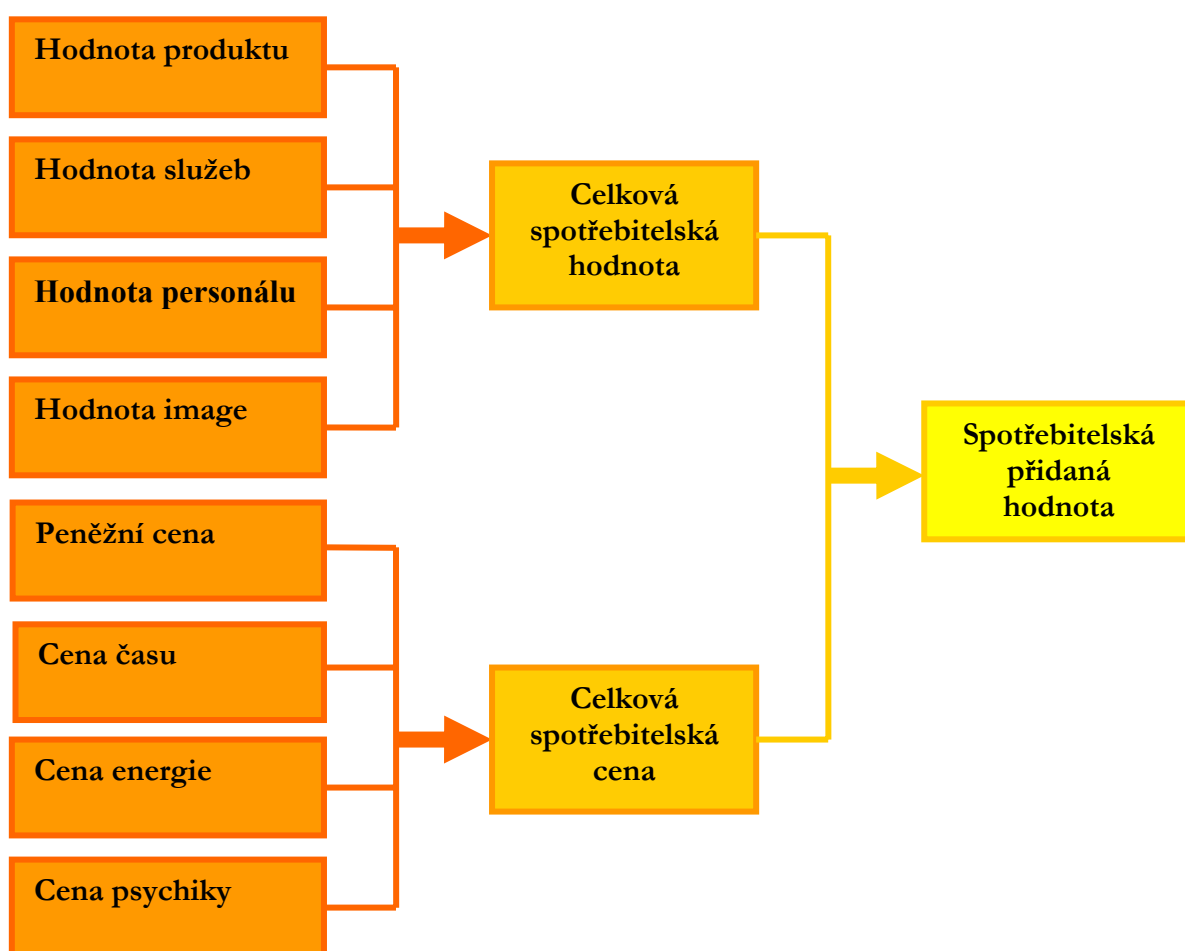 Hodnota produktu
Hodnota služeb
Hodnota personálu
Hodnota image
Peněžní cena
Cena času
Cena energie
Cena psychiky
Celková
spotřebitelská
hodnota
Celková
spotřebitelská
cena
Spotřebitelská
přidaná
hodnota